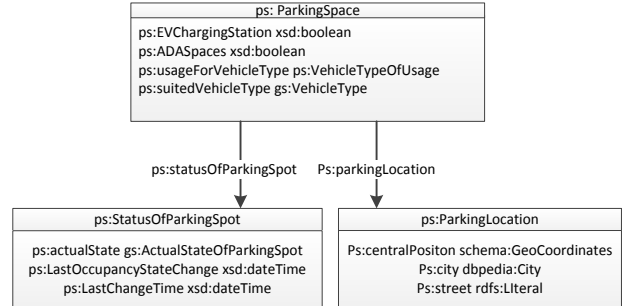 ps: ParkingSpace
ps:EVChargingStation xsd:boolean
ps:ADASpaces xsd:boolean
ps:usageForVehicleType ps:VehicleTypeOfUsage
ps:suitedVehicleType gs:VehicleType
ps:statusOfParkingSpot
Ps:parkingLocation
ps:StatusOfParkingSpot
ps:actualState gs:ActualStateOfParkingSpot
ps:LastOccupancyStateChange xsd:dateTime
ps:LastChangeTime xsd:dateTime
ps:ParkingLocation
Ps:centralPositon schema:GeoCoordinates
Ps:city dbpedia:City
Ps:street rdfs:LIteral